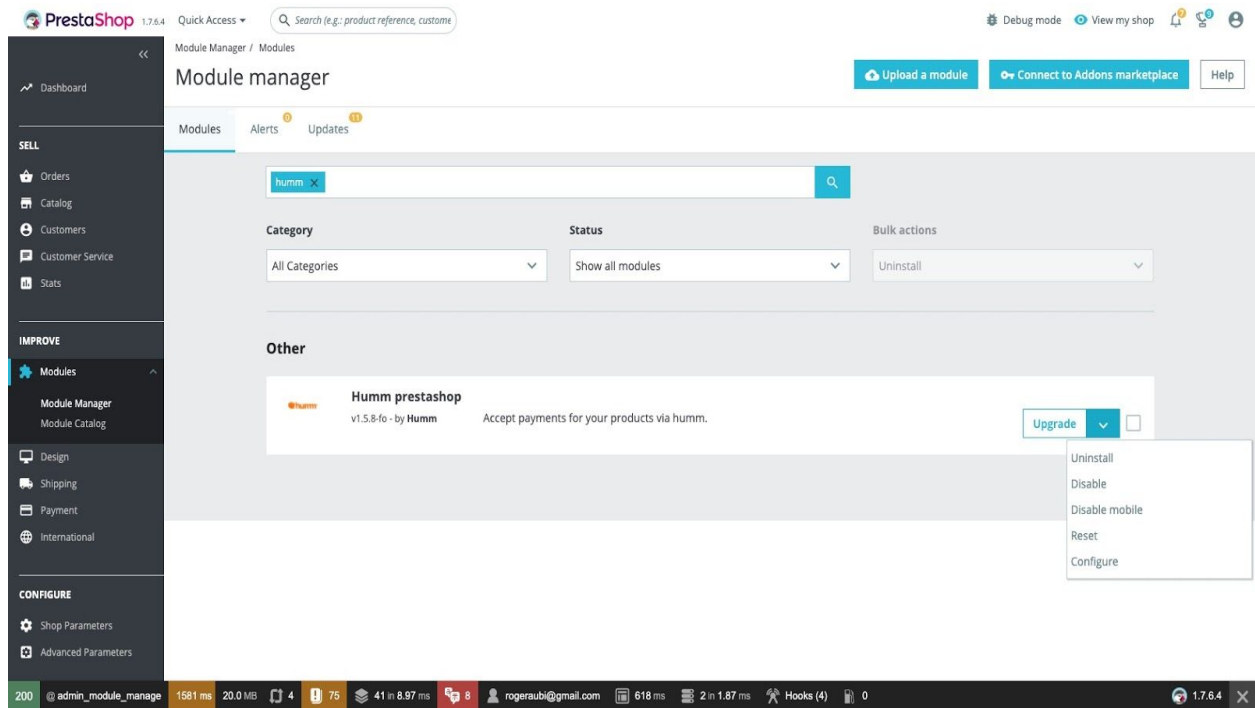 PrestaShop 1.7.6.4 Quick Access Search (e.g.: product reference, custome Debug mode View my shop 7 9
Module Manager / Modules
Module manager
Upload a module Connect to Addons marketplace Help
Modules Alerts 0 Updates 11
Dashboard
SELL
Orders
Catalog
Customers
Customer Service
Stats
IMPROVE
Modules
Module Manager
Module Catalog
Design
Shipping
Payment
International
CONFIGURE
Shop Parameters
Advanced Parameters
humm
Category Status Bulk actions
All Categories Show all modules Uninstall
Other
humm
Humm prestashop
v1.5.8-fo - by Humm Accept payments for your products via humm.
Upgrade
Uninstall
Disable
Disable mobile
Reset
Configure
200 @ admin_module_manage 1581 ms 20.0 MB 4 75 41 in 8.97 ms 8 rogeraubi@gmail.com 618 ms 2 in 1.87 ms Hooks (4) 0 1.7.6.4